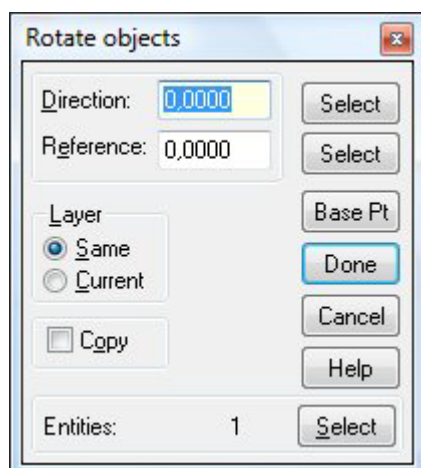 Rotate objects
Direction: 0,0000 Select
Reference: 0,0000 Select
Base Pt
Layer
Same
Current
Done
Copy
Cancel
Help
Entities: 1 Select